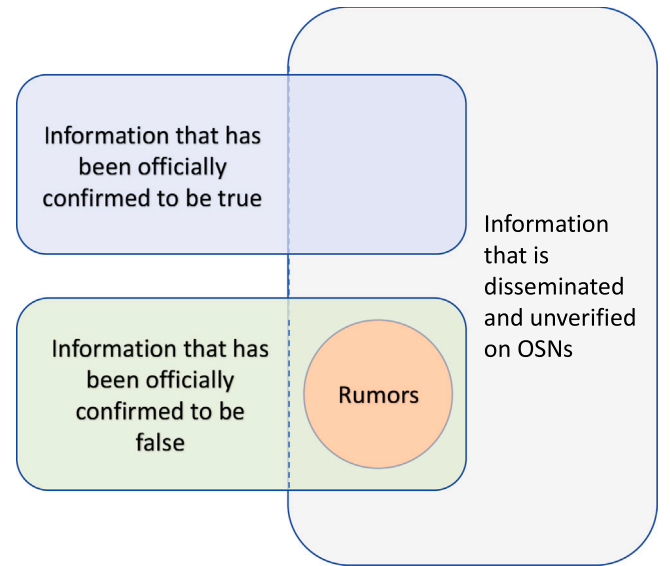 Information that has
been officially
confirmed to be true
Information
that is
disseminated
and unverified
on OSNs
Information that has
been officially
confirmed to be
false
Rumors